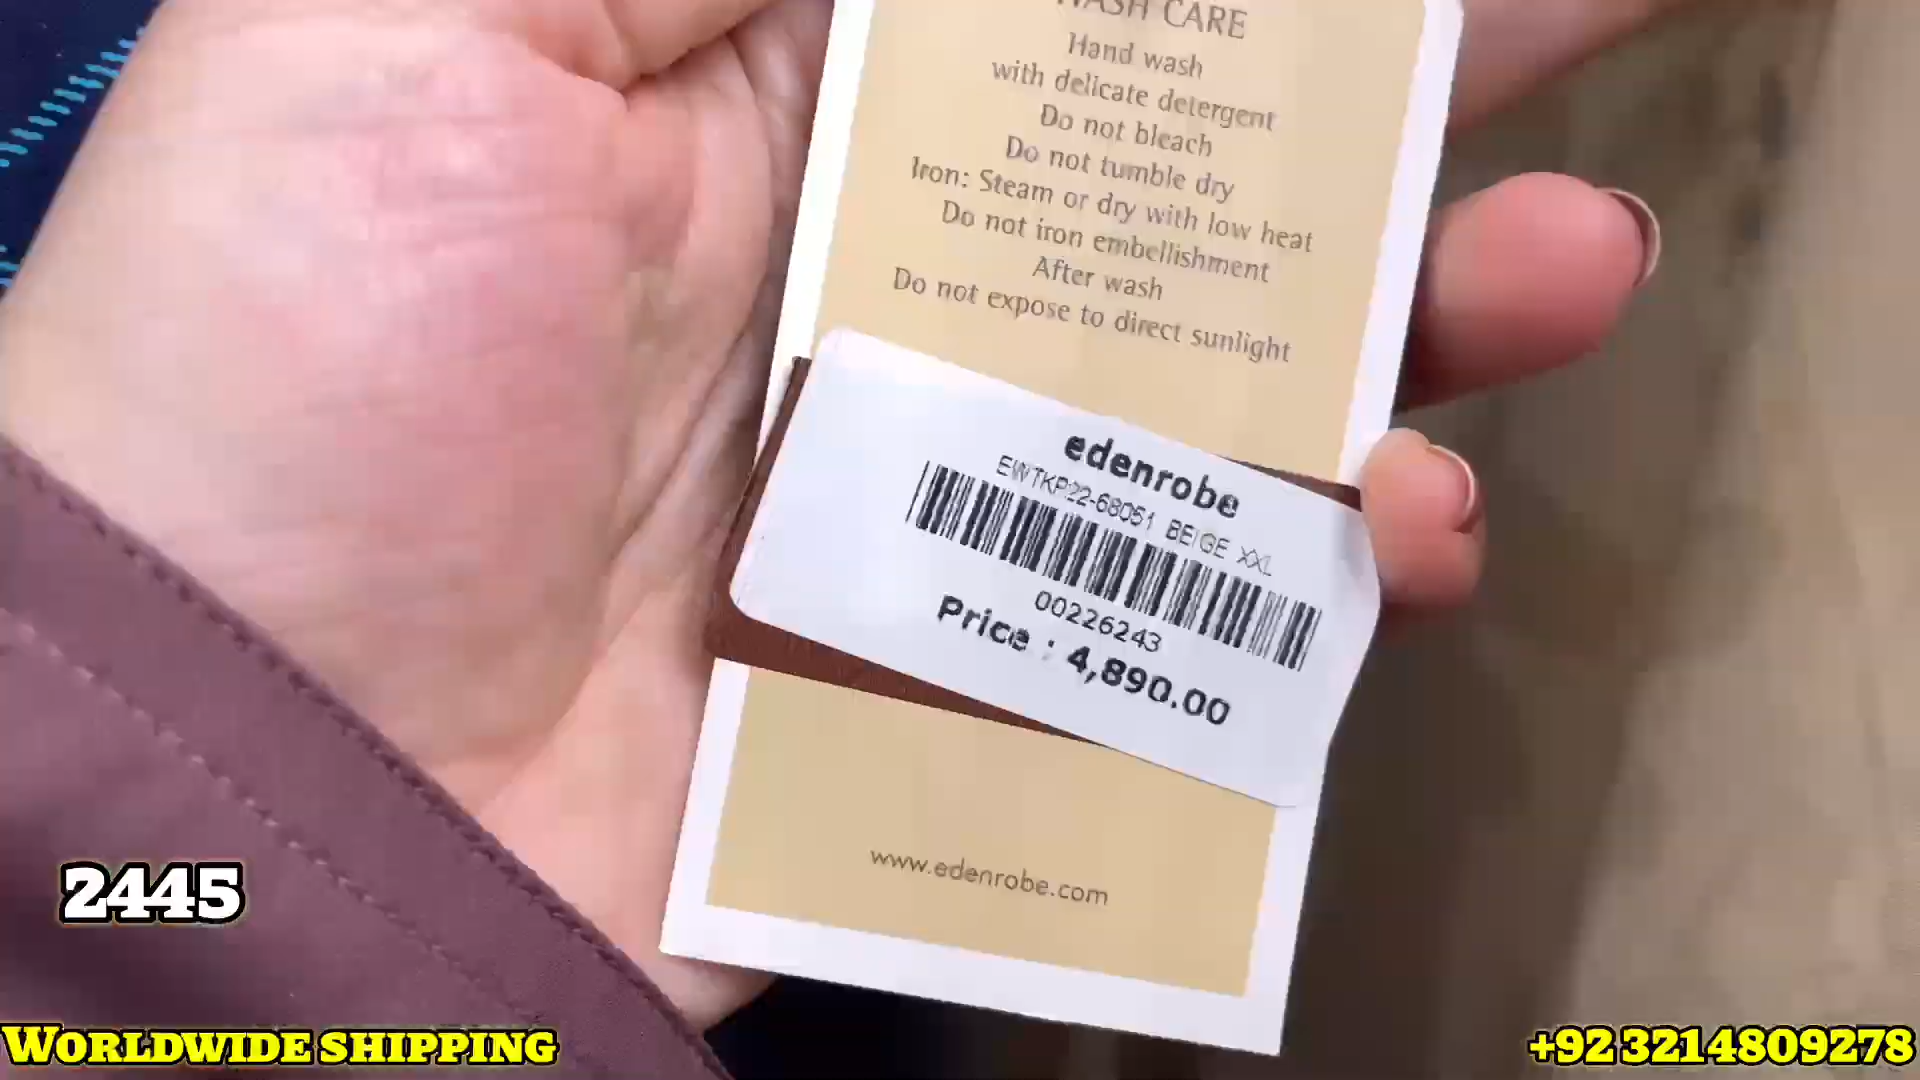 WASH CARE
Hand wash
with delicate detergent
Do not bleach
Do not tumble dry
Iron: Steam or dry with low heat
Do not iron embellishment
After wash
Do not expose to direct sunlight
edenrobe
EWTKP22-68051 BEIGE XXL
00226243
Price : 4,890.00
www.edenrobe.com
2445
WORLDWIDE SHIPPING
+92 3214809278